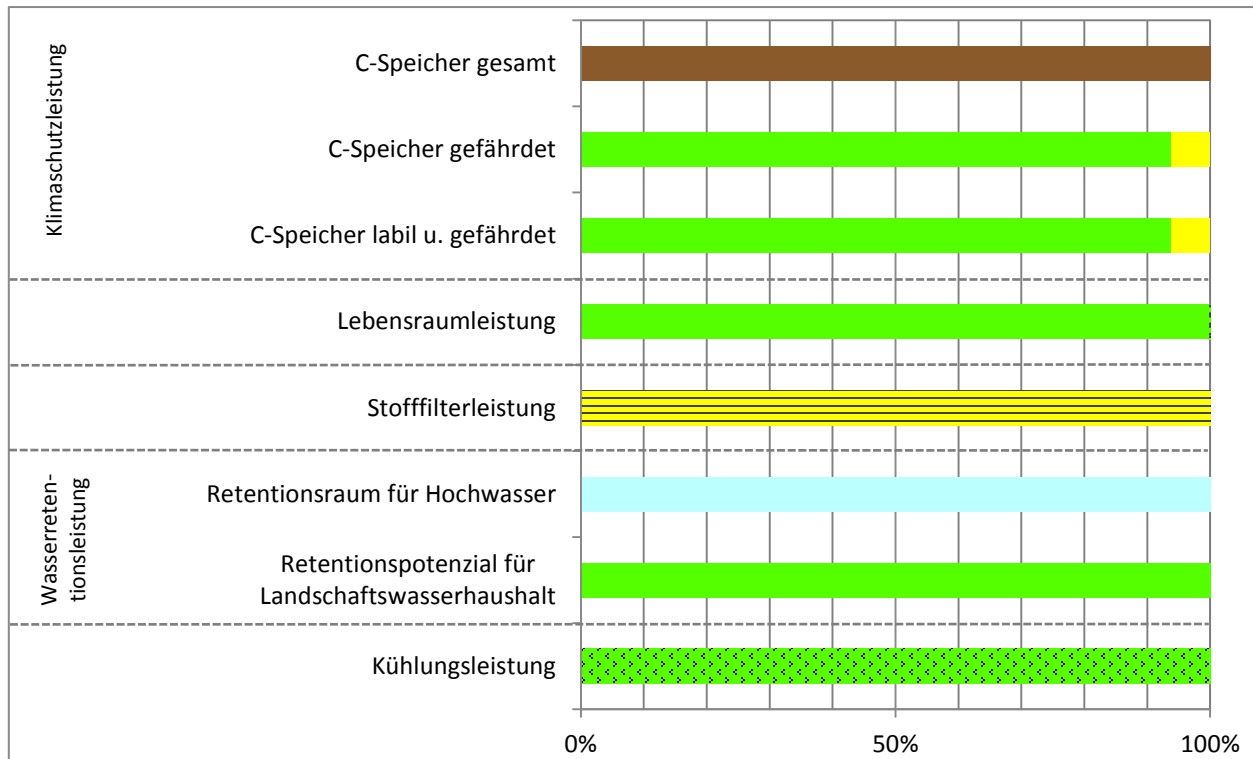 Klimaschutzleistung
C-Speicher gesamt
C-Speicher gefährdet
C-Speicher labil u. gefährdet
Lebensraumleistung
Stofffilterleistung
Wasserreten-
tionsleistung
Retentionsraum für Hochwasser
Retentionspotenzial für
Landschaftswasserhaushalt
Kühlungsleistung
0%
50%
100%